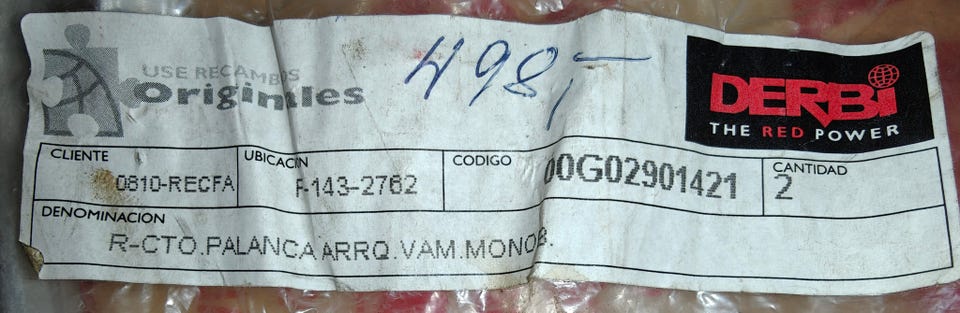 USE RECAMBIOS
Originales
498,-
DERBi
THE RED POWER
CLIENTE
0810-RECFA
UBICACIN
P-143-2762
CODIGO
00G02901421
CANTIDAD
2
DENOMINACION
R-CTO.PALANCA ARRQ.VAM.MONOB.